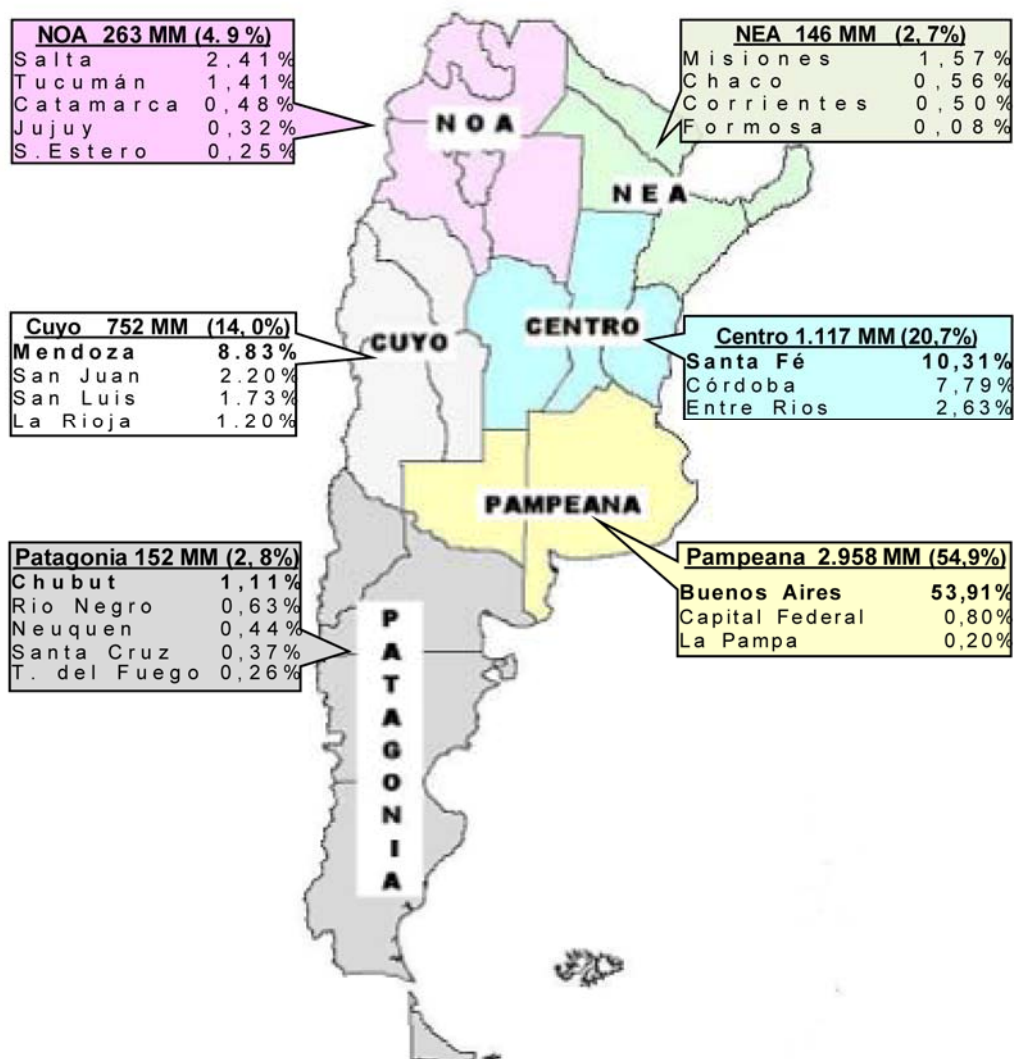 NOA 263 MM (4. 9 %)
Salta 2,41%
Tucumán 1,41%
Catamarca 0,48%
Jujuy 0,32%
S.Estero 0,25%
NEA 146 MM (2, 7%)
Misiones 1,57%
Chaco 0,56%
Corrientes 0,50%
Formosa 0,08%
NOA
NEA
Cuyo 752 MM (14, 0%)
Mendoza 8.83%
San Juan 2.20%
San Luis 1.73%
La Rioja 1.20%
CUYO
CENTRO
Centro 1.117 MM (20,7%)
Santa Fé 10,31%
Córdoba 7,79%
Entre Rios 2,63%
PAMPEANA
Patagonia 152 MM (2, 8%)
Chubut 1,11%
Rio Negro 0,63%
Neuquen 0,44%
Santa Cruz 0,37%
T. del Fuego 0,26%
PATAGONIA
Pampeana 2.958 MM (54,9%)
Buenos Aires 53,91%
Capital Federal 0,80%
La Pampa 0,20%